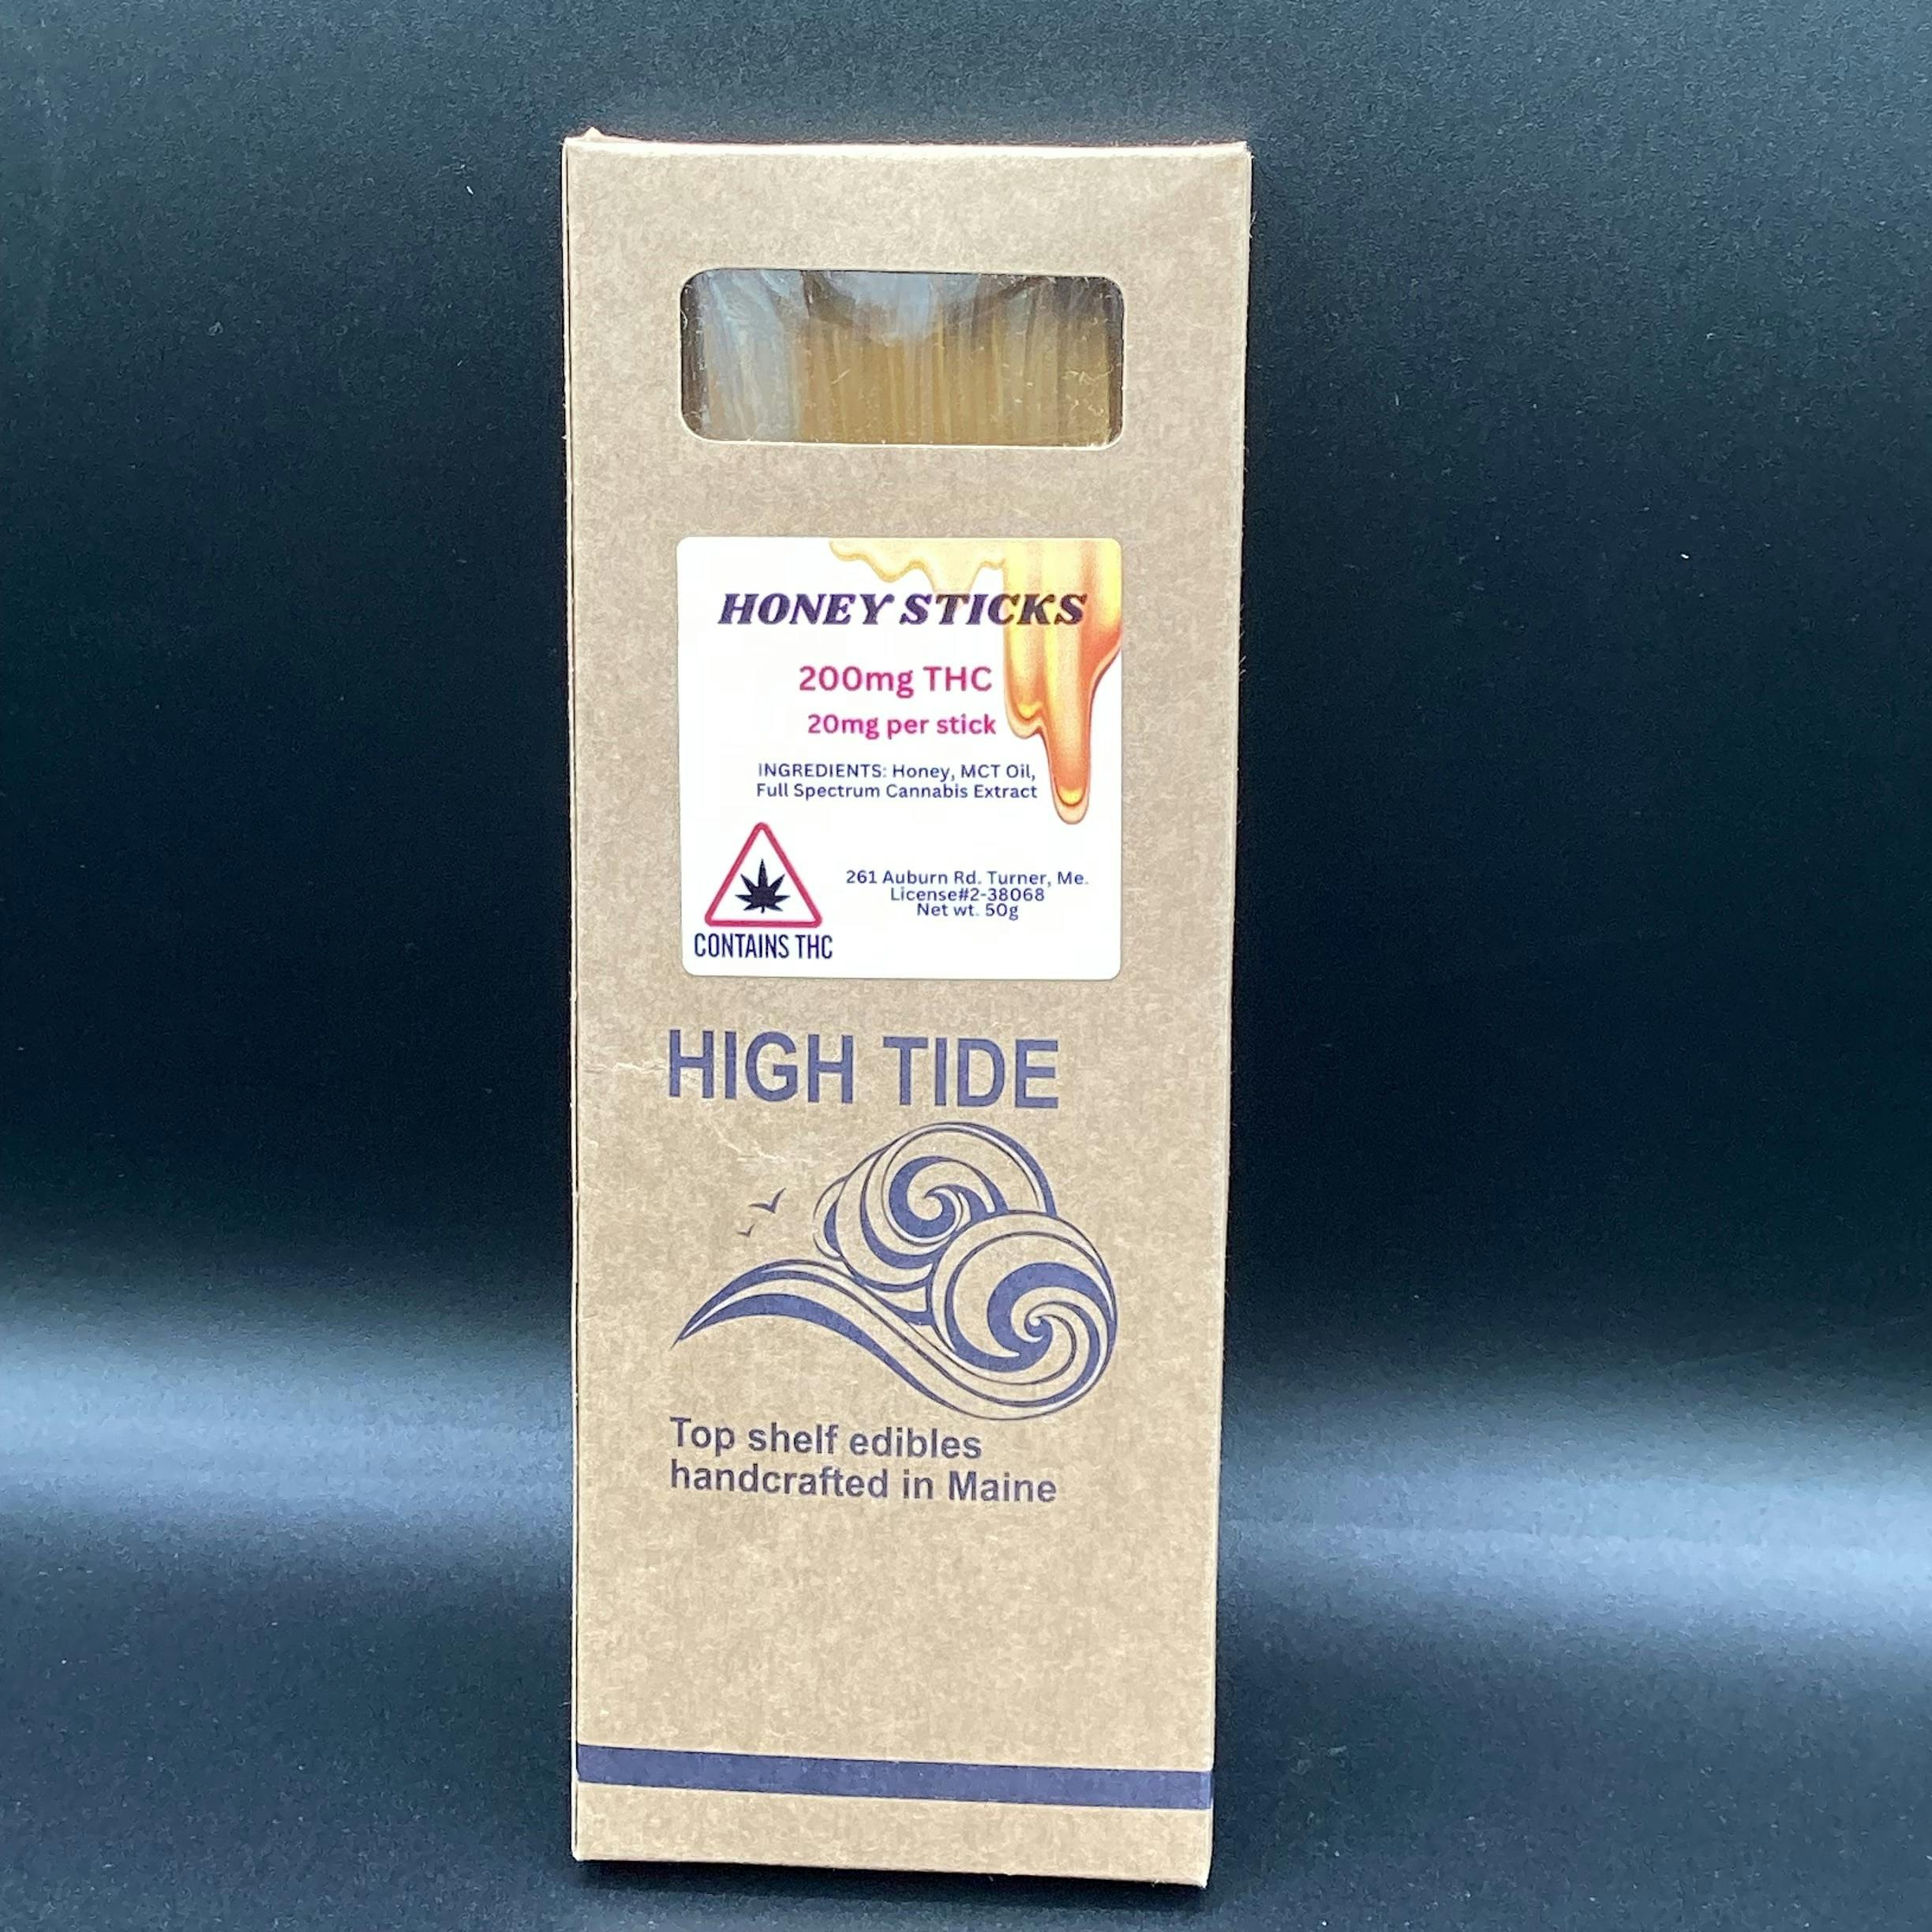 HONEY STICKS
200mg THC
20mg per stick
INGREDIENTS: Honey, MCT Oil,
Full Spectrum Cannabis Extract
261 Auburn Rd. Turner, Me.
License#2-38068
Net wt. 50g
CONTAINS THC
HIGH TIDE
Top shelf edibles
handcrafted in Maine